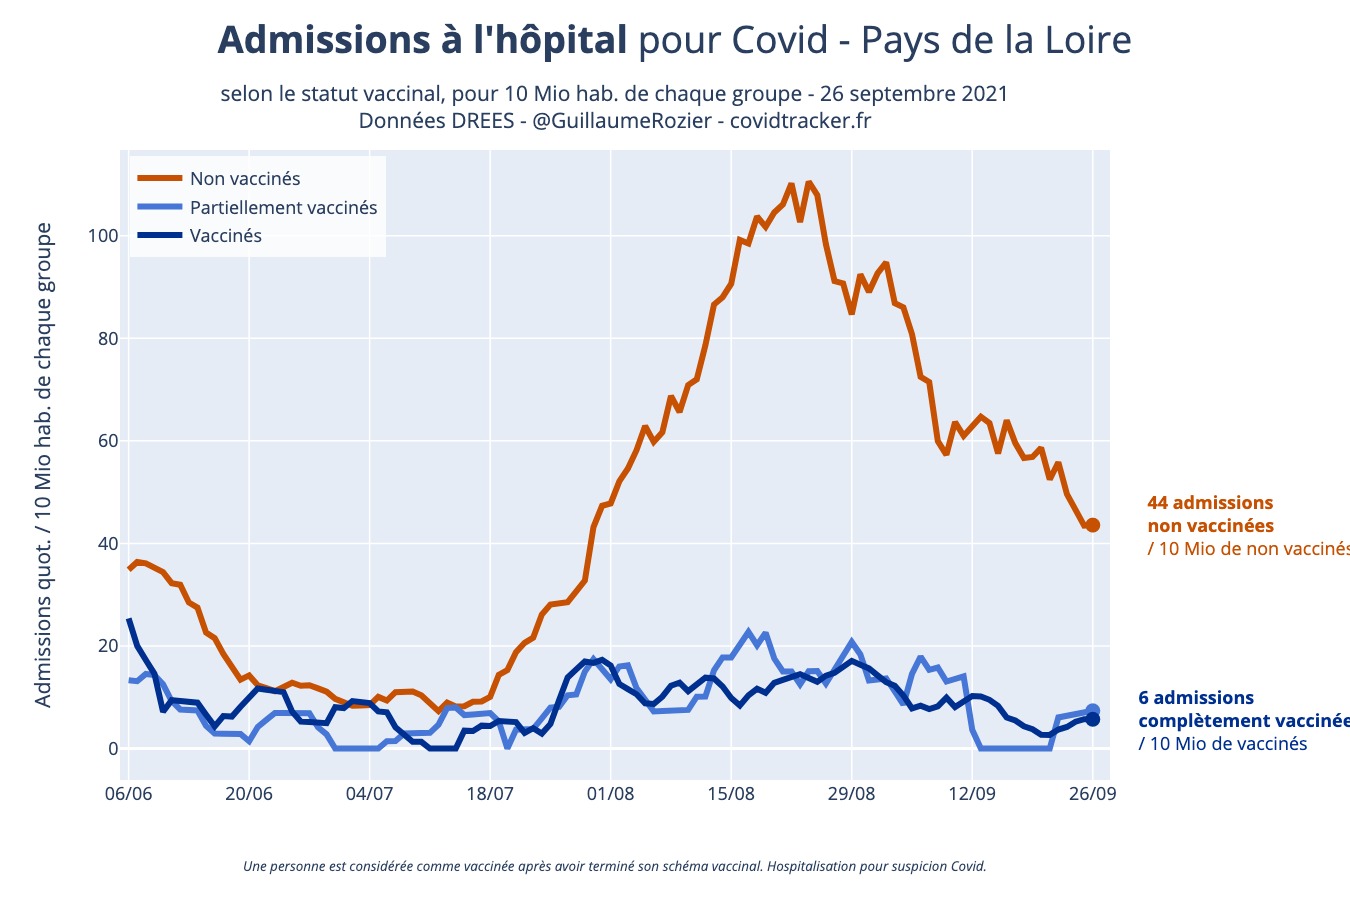 Admissions à l'hôpital pour Covid - Pays de la Loire
selon le statut vaccinal, pour 10 Mio hab. de chaque groupe - 26 septembre 2021
Données DREES - @GuillaumeRozier - covidtracker.fr
Non vaccinés
Partiellement vaccinés
Vaccinés
Admissions quot. / 10 Mio hab. de chaque groupe
100
80
60
40
20
0
06/06
20/06
04/07
18/07
01/08
15/08
29/08
12/09
26/09
44 admissions
non vaccinées
/ 10 Mio de non vaccinés
6 admissions
complètement vaccinée
/ 10 Mio de vaccinés
Une personne est considérée comme vaccinée après avoir terminé son schéma vaccinal. Hospitalisation pour suspicion Covid.